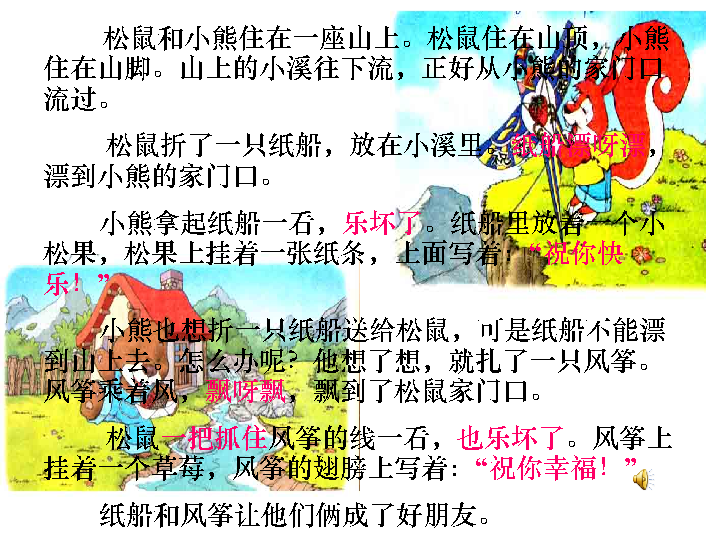 松鼠和小熊住在一座山上。松鼠住在山顶，小熊
住在山脚。山上的小溪往下流，正好从小熊的家门口
流过。
松鼠折了一只纸船，放在小溪里。纸船漂呀漂，
漂到小熊的家门口。
小熊拿起纸船一看，乐坏了。纸船里放着一个小
松果，松果上挂着一张纸条，上面写着：“祝你快
乐！”
小熊也想折一只纸船送给松鼠，可是纸船不能漂
到山上去。怎么办呢？他想了想，就扎了一只风筝。
风筝乘着风，飘呀飘，飘到了松鼠家门口。
松鼠一把抓住风筝的线一看，也乐坏了。风筝上
挂着一个草莓，风筝的翅膀上写着：“祝你幸福！”
纸船和风筝让他们俩成了好朋友。